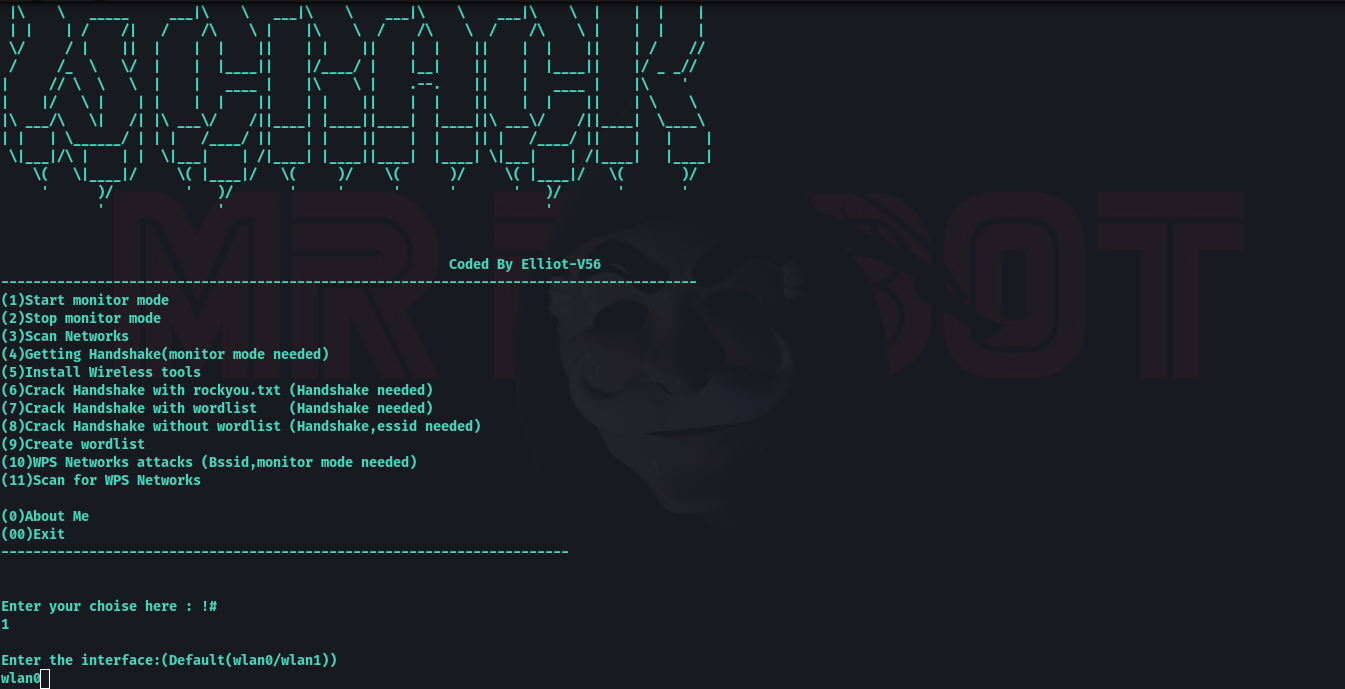 Coded By Elliot-V56
---------------------------------------------------------------------------------------
(1)Start monitor mode
(2)Stop monitor mode
(3)Scan Networks
(4)Getting Handshake(monitor mode needed)
(5)Install Wireless tools
(6)Crack Handshake with rockyou.txt (Handshake needed)
(7)Crack Handshake with wordlist    (Handshake needed)
(8)Crack Handshake without wordlist (Handshake,essid needed)
(9)Create wordlist
(10)WPS Networks attacks (Bssid,monitor mode needed)
(11)Scan for WPS Networks
(0)About Me
(00)Exit
-----------------------------------------------------------------------
Enter your choise here : !#
1
Enter the interface:(Default(wlan0/wlan1))
wlan0